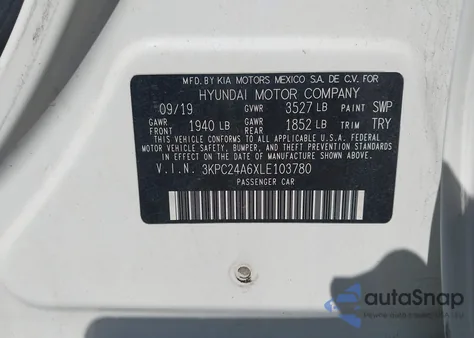 MFD. BY KIA MOTORS MEXICO S.A. DE C.V. FOR
HYUNDAI MOTOR COMPANY
09/19 GVWR 3527 LB PAINT SWP
GAWR FRONT 1940 LB GAWR REAR 1852 LB TRIM TRY
THIS VEHICLE CONFORMS TO ALL APPLICABLE U.S.A. FEDERAL
MOTOR VEHICLE SAFETY, BUMPER, AND THEFT
PREVENTION STANDARDS IN EFFECT ON THE DATE OF MANUFACTURE SHOWN ABOVE.
V.I.N. 3KPC24A6XLE103780
PASSENGER CAR
autoSnap